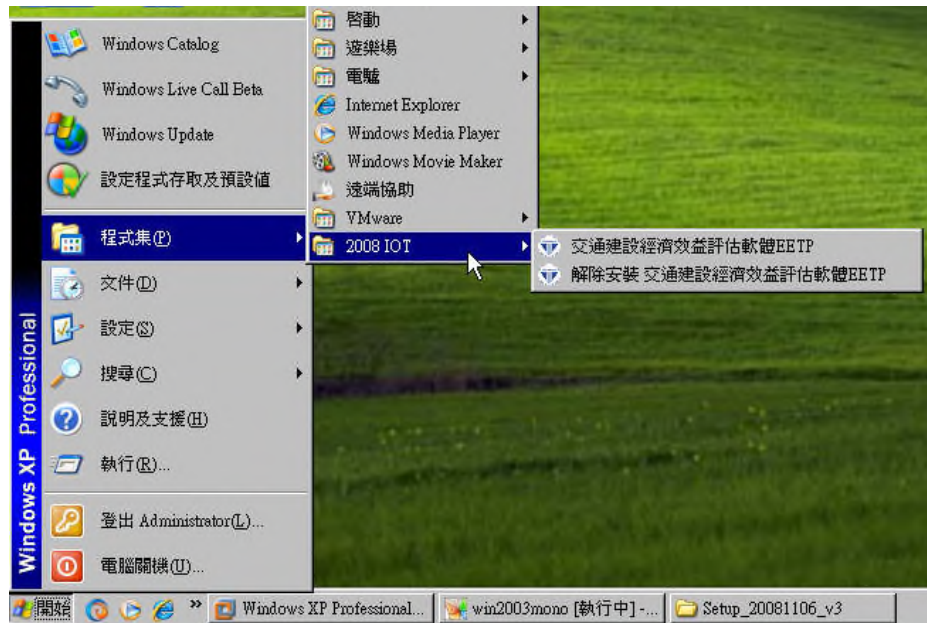 Windows Catalog
Windows Live Call Beta
Windows Update
設定程式存取及預設值
程式集(P)
文件(D)
設定(S)
搜尋(C)
說明及支援(H)
執行(R)...
登出 Administrator(L)...
電腦關機(U)...
Windows XP Professional
啓動
遊樂場
電驢
Internet Explorer
Windows Media Player
Windows Movie Maker
遠端協助
VMware
2008 IOT
交通建設經濟效益評估軟體EETP
解除安裝 交通建設經濟效益評估軟體EETP
開始
»
Windows XP Professional...
win2003mono [執行中] -...
Setup_20081106_v3